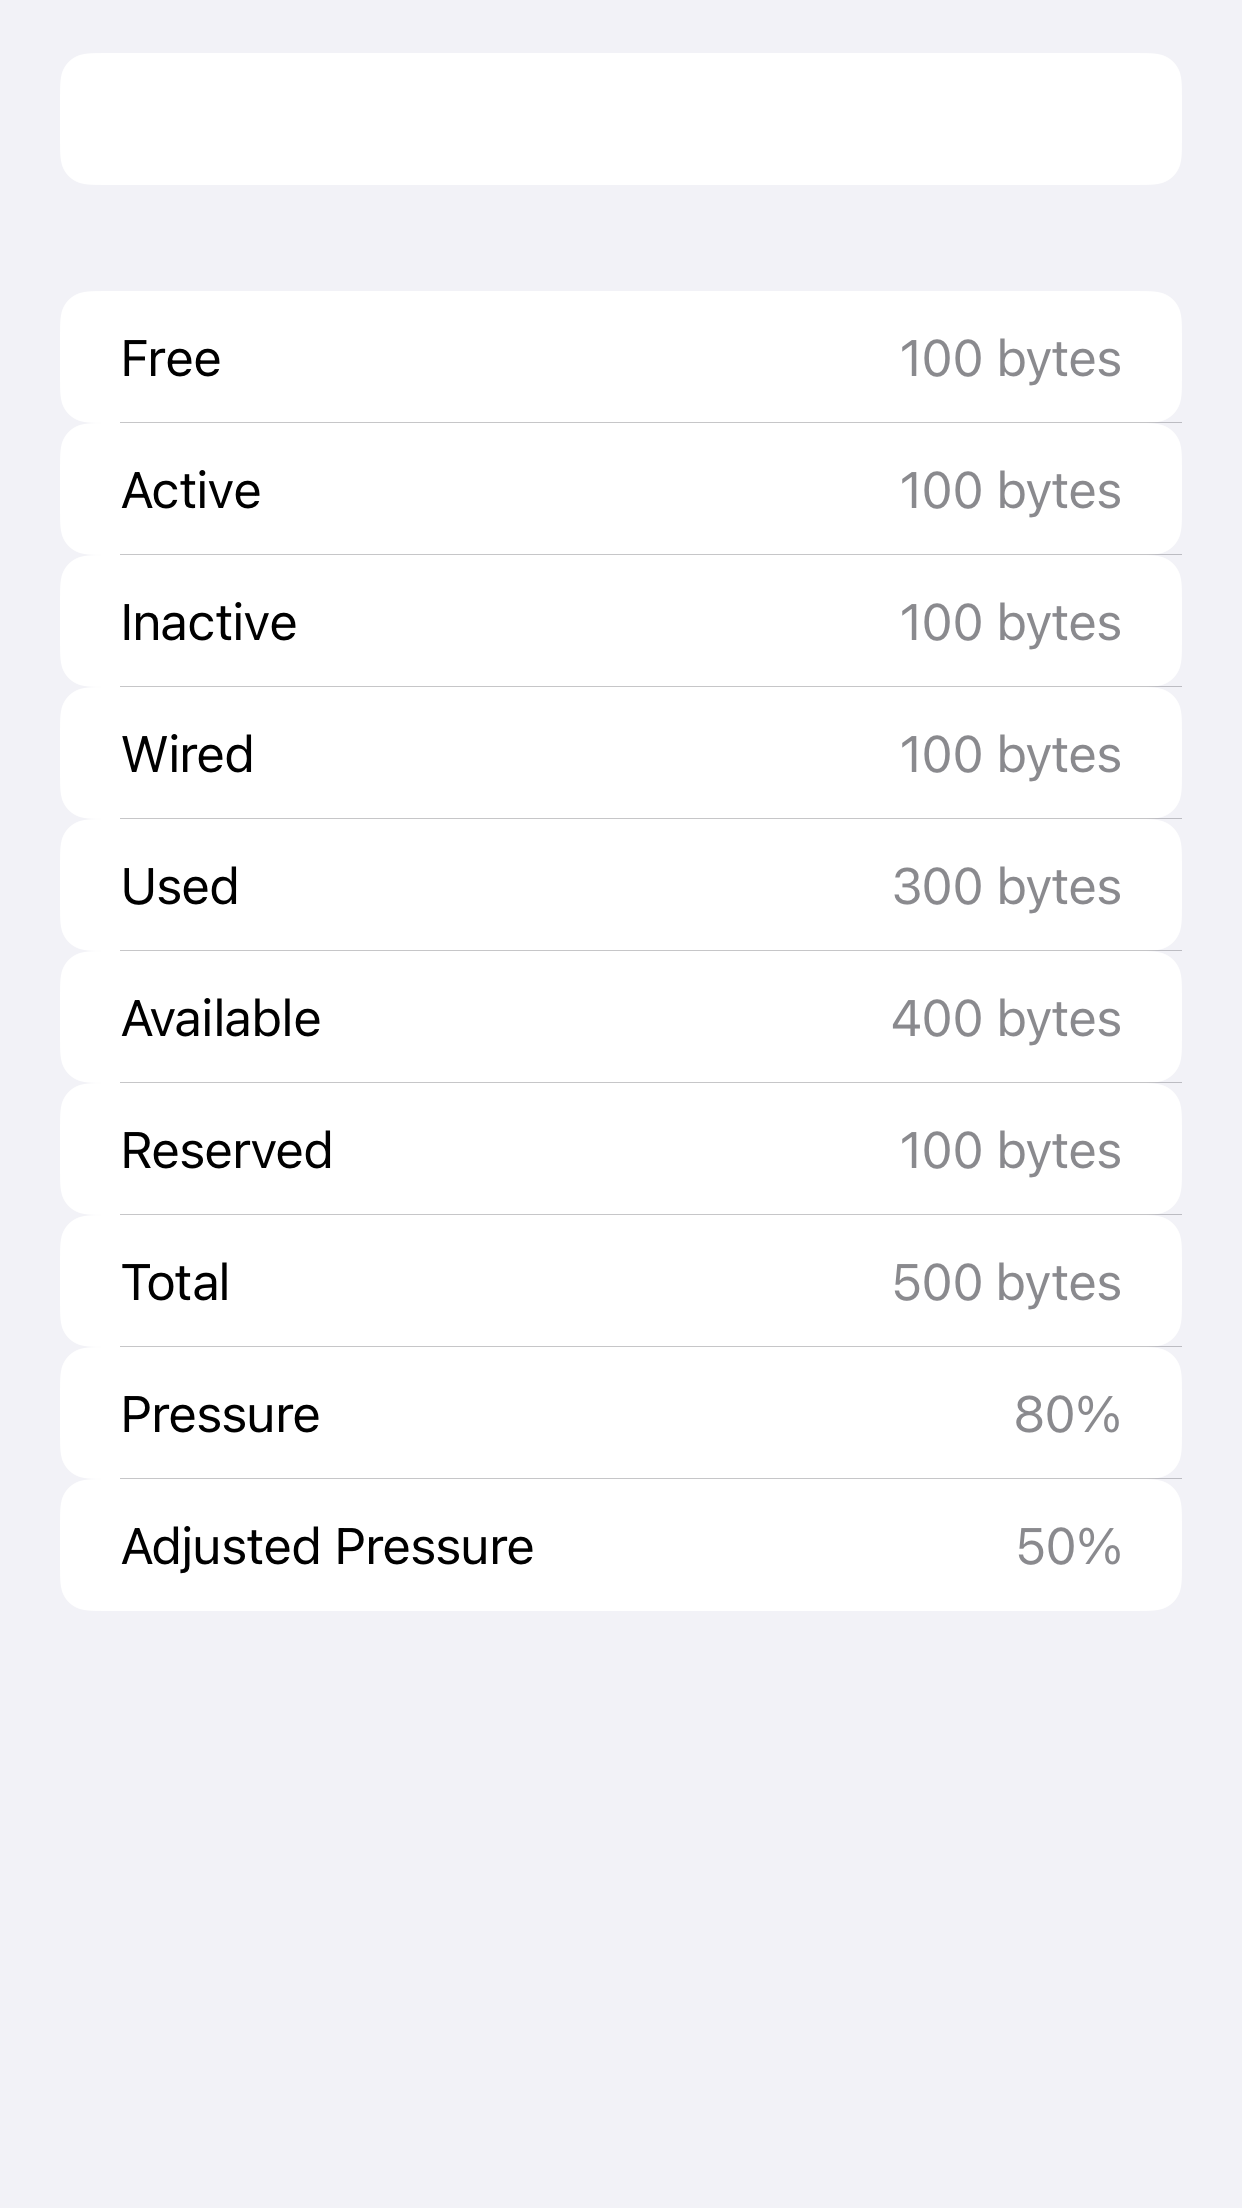 Free 100 bytes
Active 100 bytes
Inactive 100 bytes
Wired 100 bytes
Used 300 bytes
Available 400 bytes
Reserved 100 bytes
Total 500 bytes
Pressure 80%
Adjusted Pressure 50%